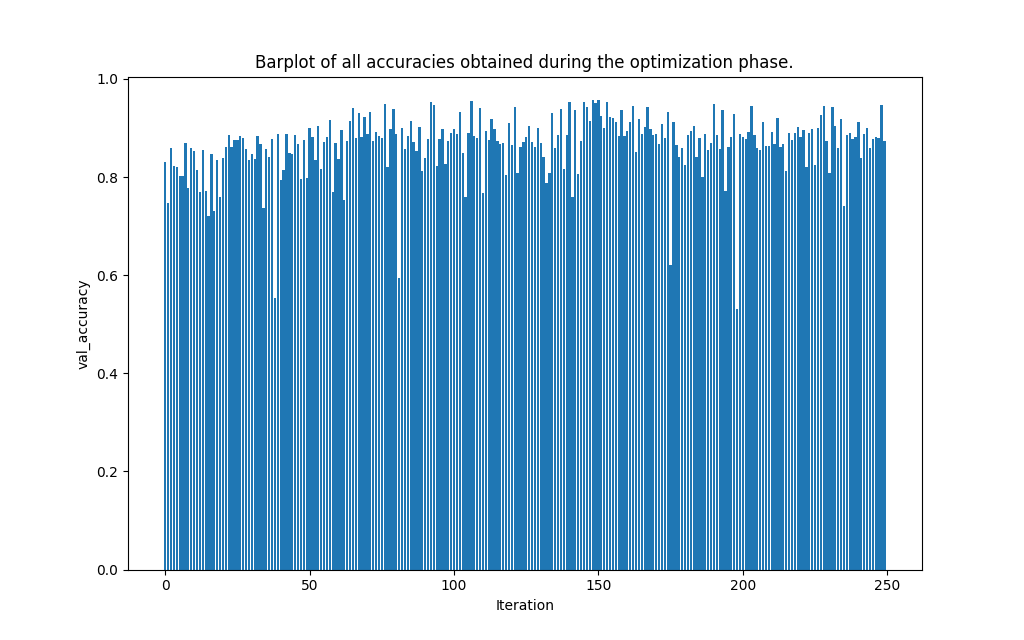 Barplot of all accuracies obtained during the optimization phase.
1.0
0.8
0.6
0.4
0.2
0.0
val_accuracy
0 50 100 150 200 250
Iteration